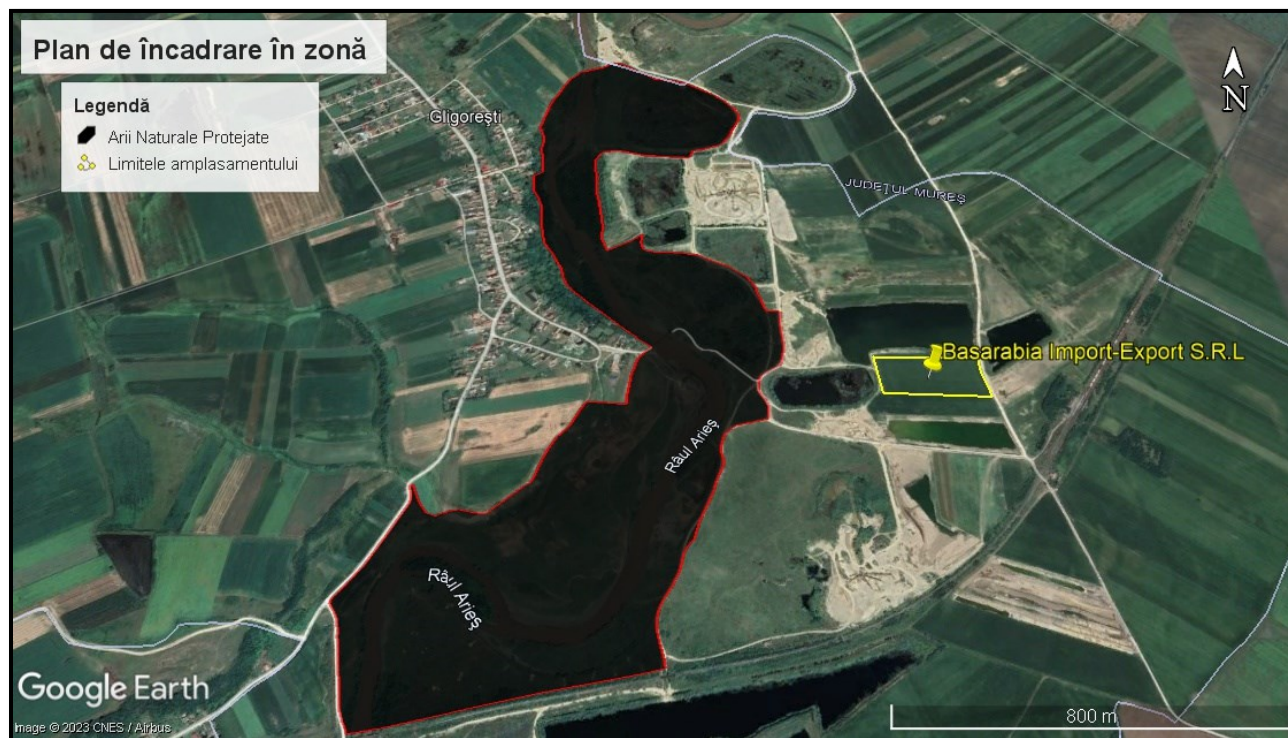 Plan de încadrare în zonă
Legendă
Arii Naturale Protejate
Limitele amplasamentului
N
Gligorești
JUDEȚUL MUREȘ
Basarabia Import-Export S.R.L
Râul Arieș
Râul Arieș
Google Earth
Image © 2023 CNES / Airbus
800 m